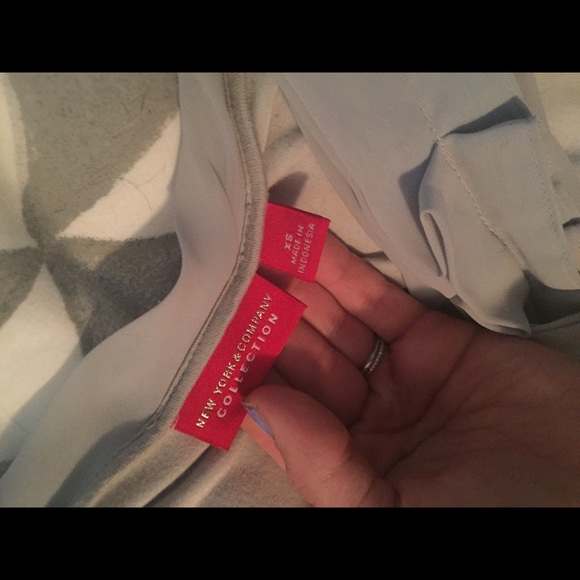 NEW YORK & COMPANY
COLLECTION
XS
MADE IN
INDONESIA